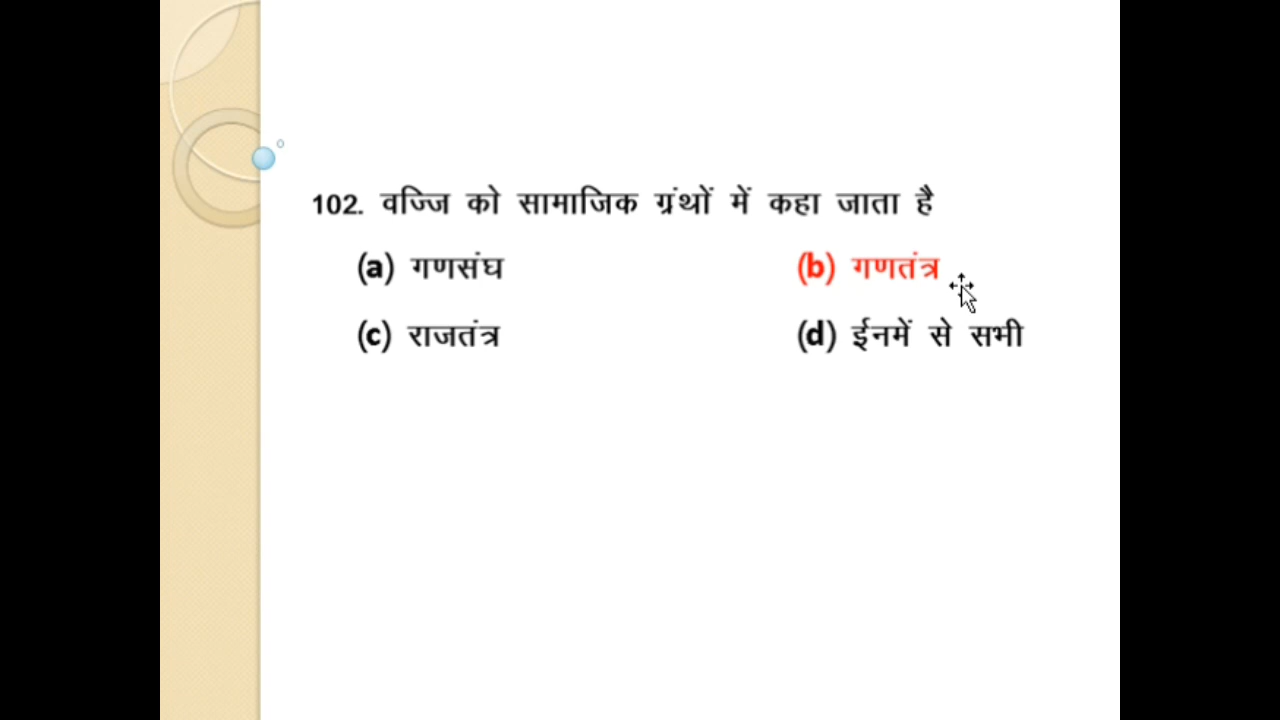 102. वज्जि को सामाजिक ग्रंथों में कहा जाता है
(a) गणसंघ (b) गणतंत्र
(c) राजतंत्र (d) ईनमें से सभी